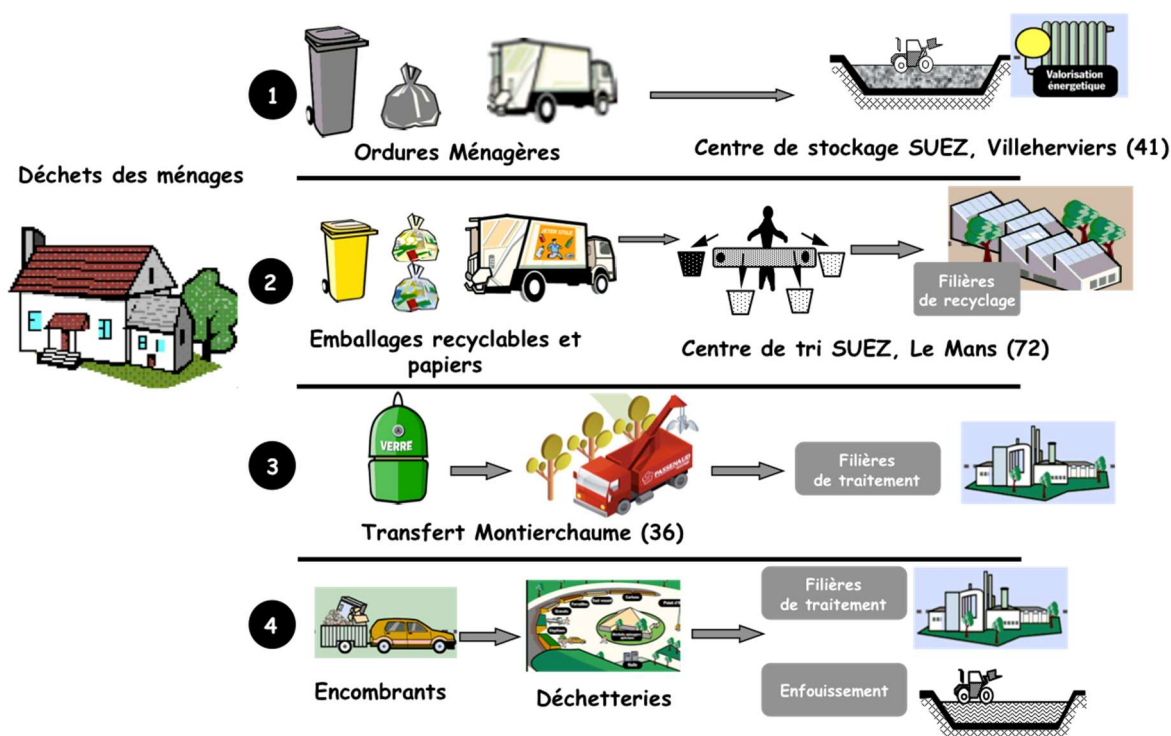 Déchets des ménages
1
Ordures Ménagères
Valorisation
énergetique
Centre de stockage SUEZ, Villeherviers (41)
2
Emballages recyclables et
papiers
Centre de tri SUEZ, Le Mans (72)
Filières
de recyclage
3
VERRE
PASSENAUD
Transfert Montierchaume (36)
Filières
de traitement
4
Encombrants
Déchetteries
Filières
de traitement
Enfouissement